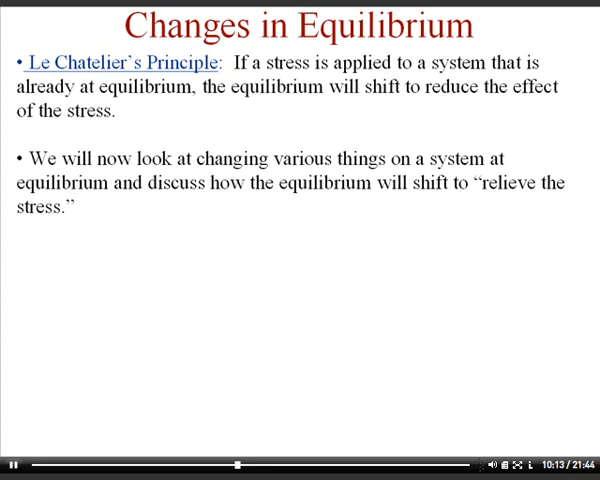 Changes in Equilibrium
• Le Chatelier`s Principle:  If a stress is applied to a system that is
already at equilibrium, the equilibrium will shift to reduce the effect
of the stress.
• We will now look at changing various things on a system at
equilibrium and discuss how the equilibrium will shift to “relieve the
stress.”
10:13 / 21:44